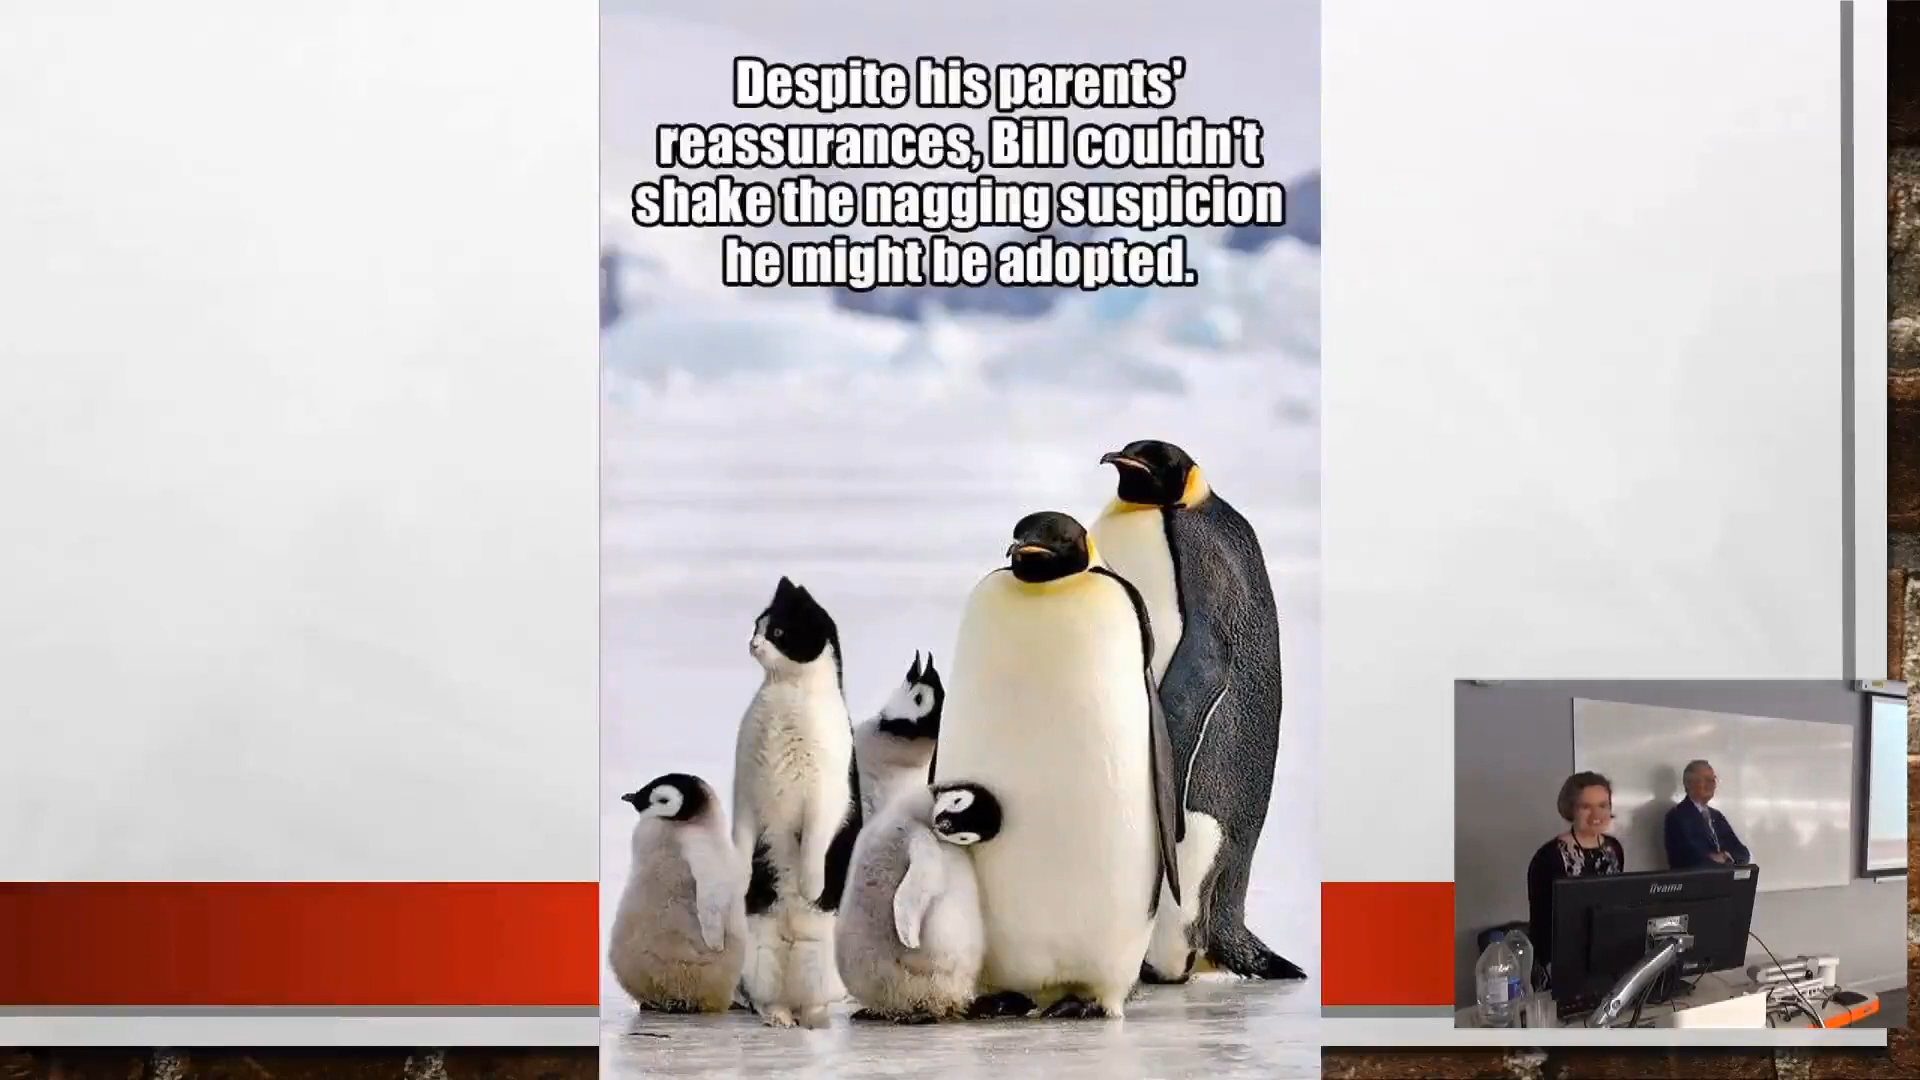 Despite his parents'
reassurances, Bill couldn't
shake the nagging suspicion
he might be adopted.
iiyama